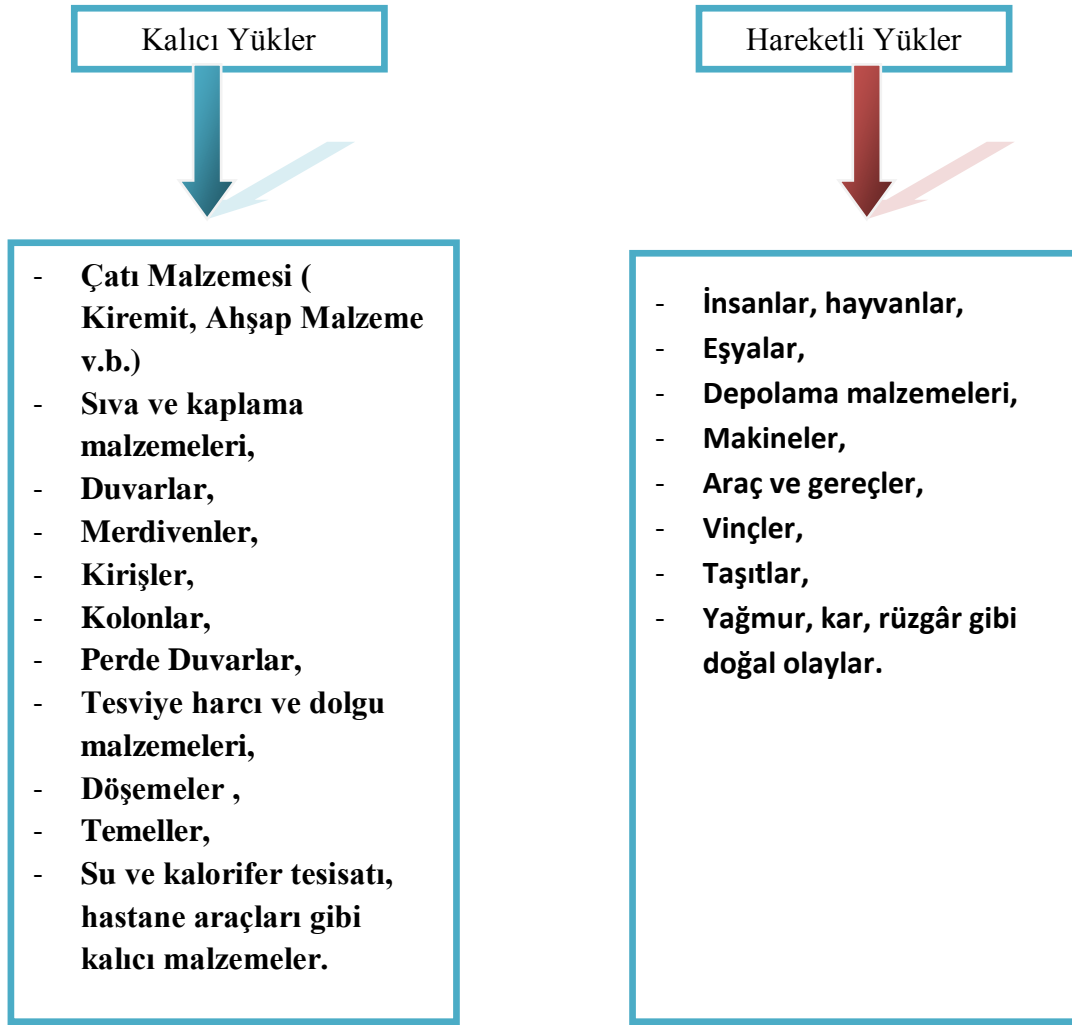 Kalıcı Yükler
- Çatı Malzemesi (
Kiremit, Ahşap Malzeme
v.b.)
- Sıva ve kaplama
malzemeleri,
- Duvarlar,
- Merdivenler,
- Kirişler,
- Kolonlar,
- Perde Duvarlar,
- Tesviye harcı ve dolgu
malzemeleri,
- Döşemeler ,
- Temeller,
- Su ve kalorifer tesisatı,
hastane araçları gibi
kalıcı malzemeler.
Hareketli Yükler
- İnsanlar, hayvanlar,
- Eşyalar,
- Depolama malzemeleri,
- Makineler,
- Araç ve gereçler,
- Vinçler,
- Taşıtlar,
- Yağmur, kar, rüzgâr gibi
doğal olaylar.